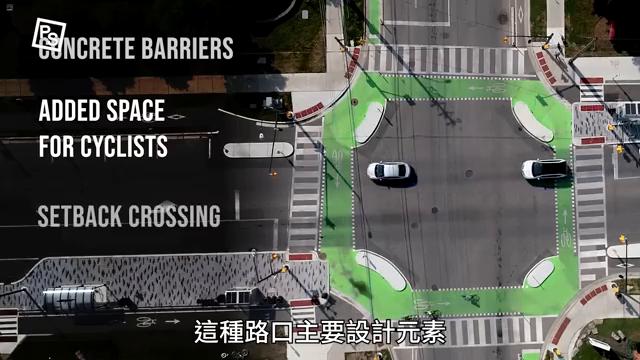 CONCRETE BARRIERS
ADDED SPACE
FOR CYCLISTS
SETBACK CROSSING
這種路口主要設計元素